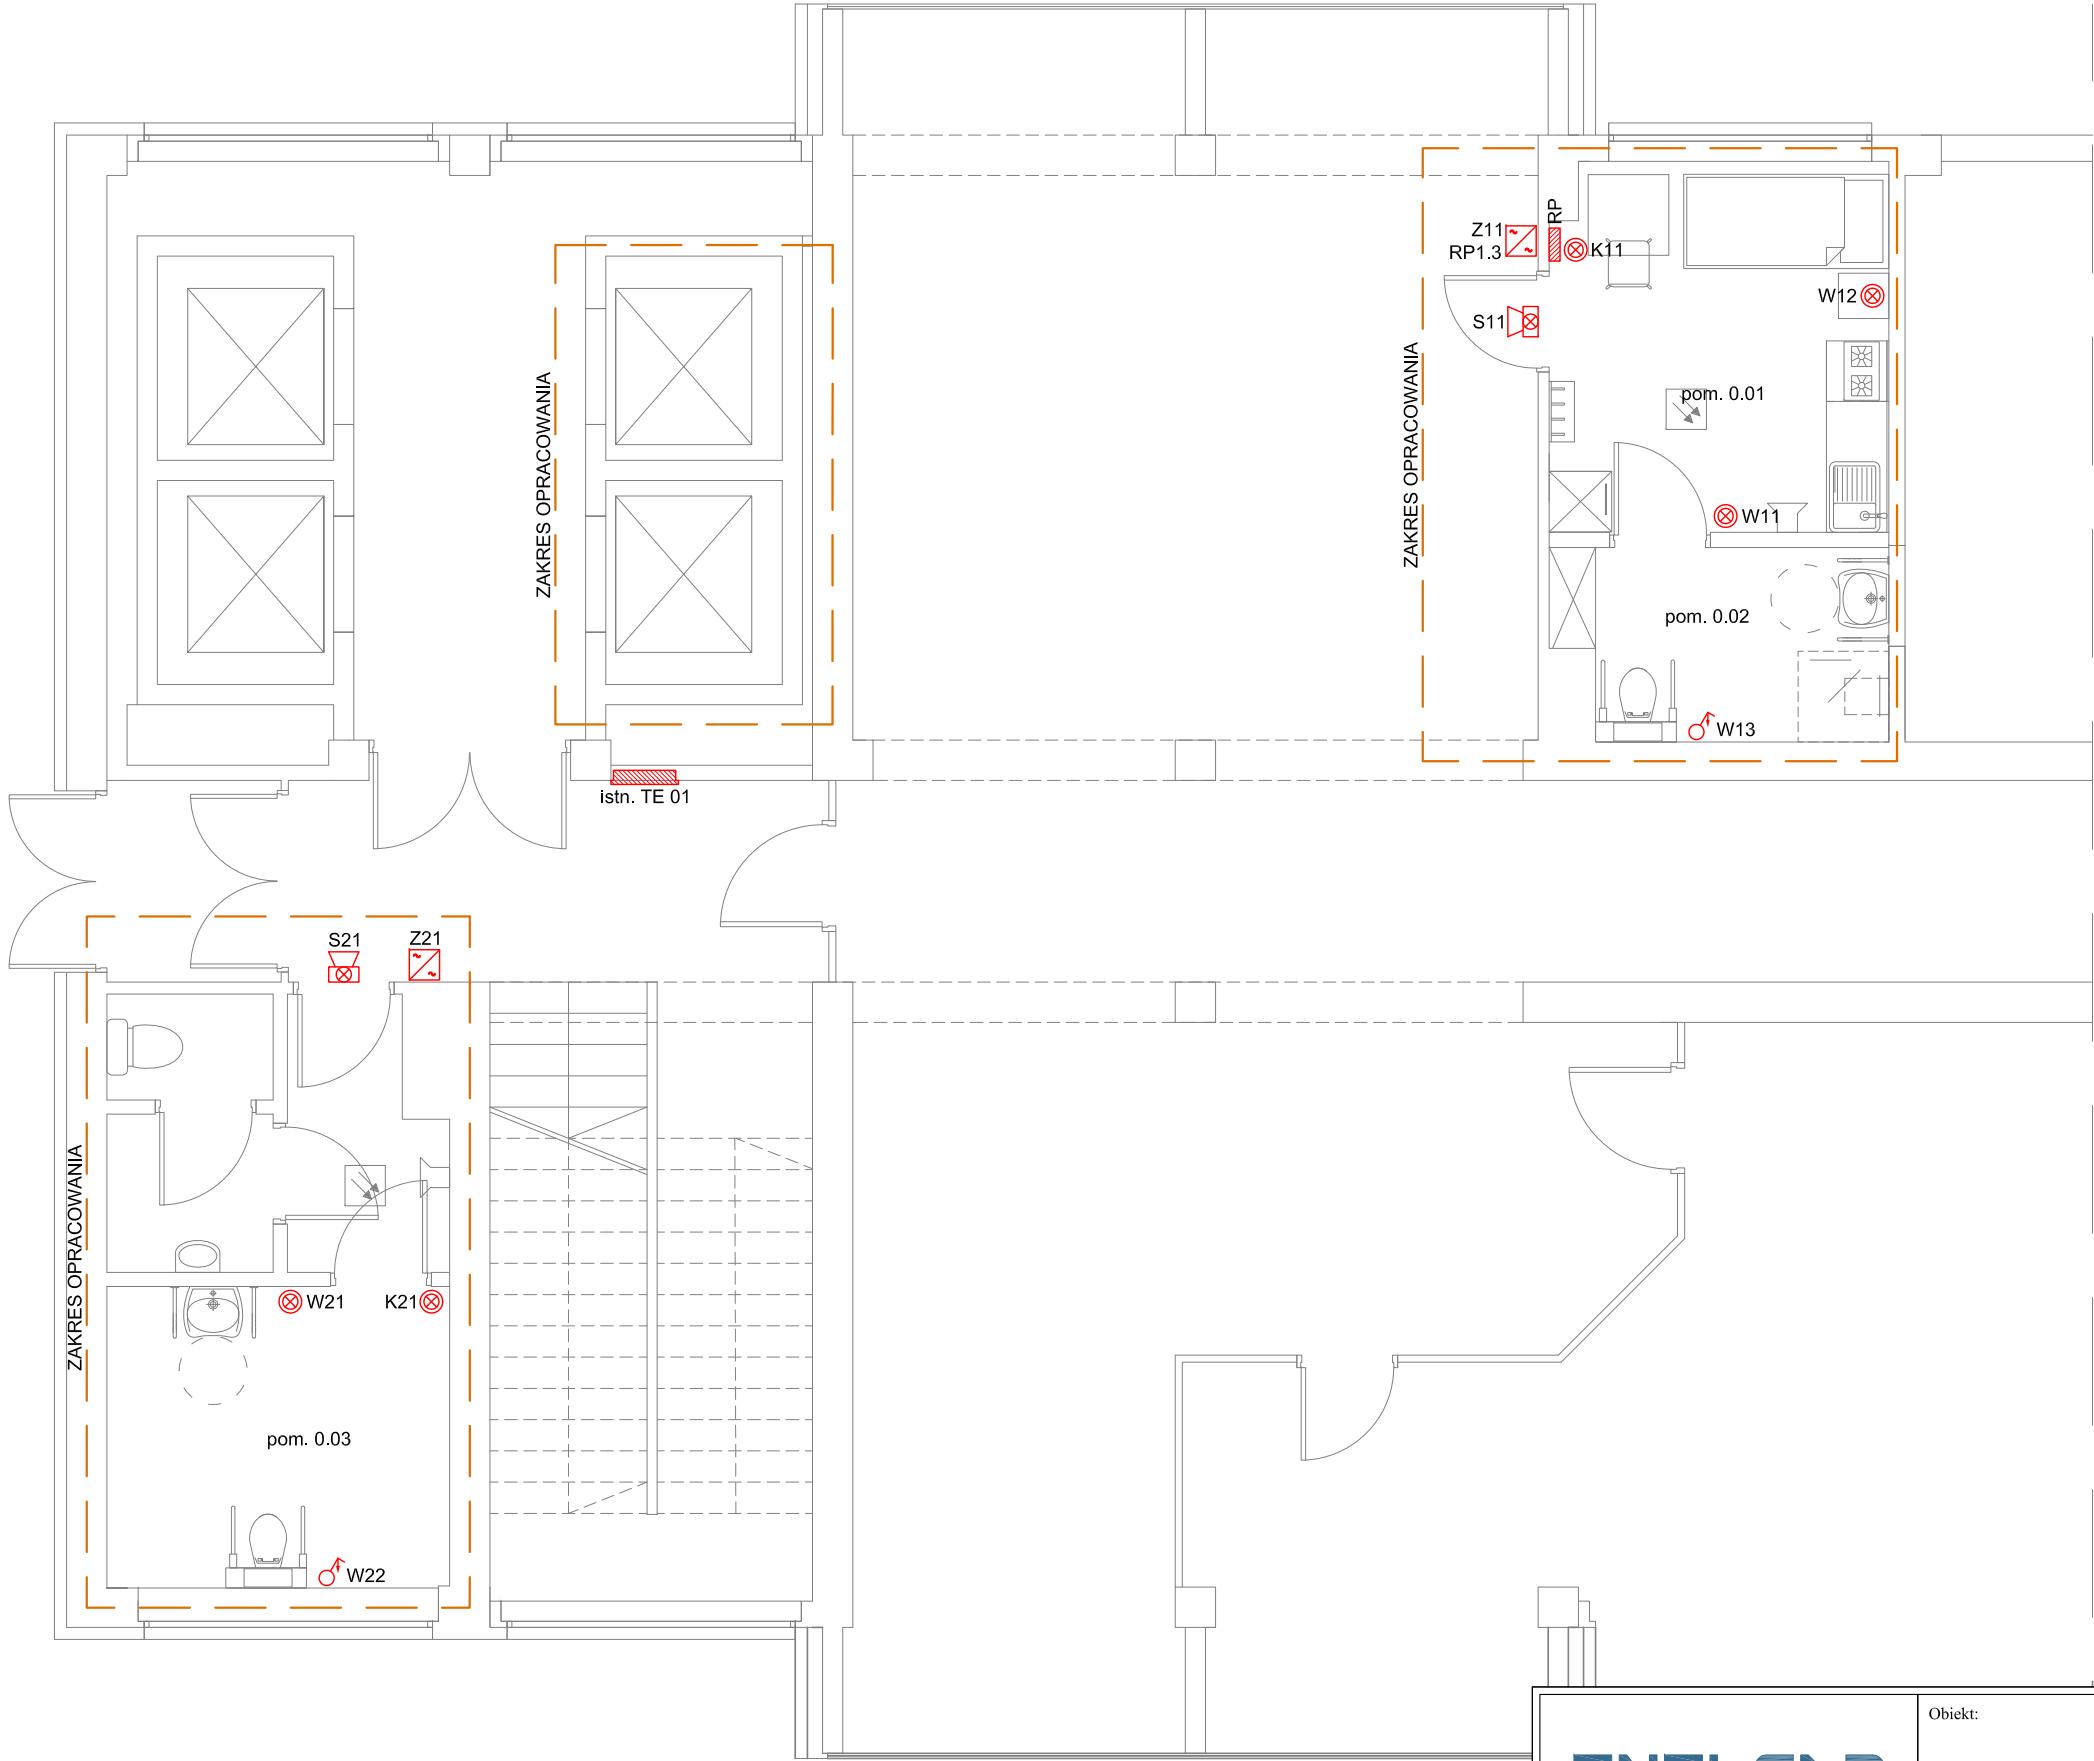 RP
Z11
RP1.3
K11
W12
S11
ZAKRES OPRACOWANIA
ZAKRES OPRACOWANIA
pom. 0.01
W11
pom. 0.02
W13
istn. TE 01
S21
Z21
ZAKRES OPRACOWANIA
W21
K21
pom. 0.03
W22
Obiekt: